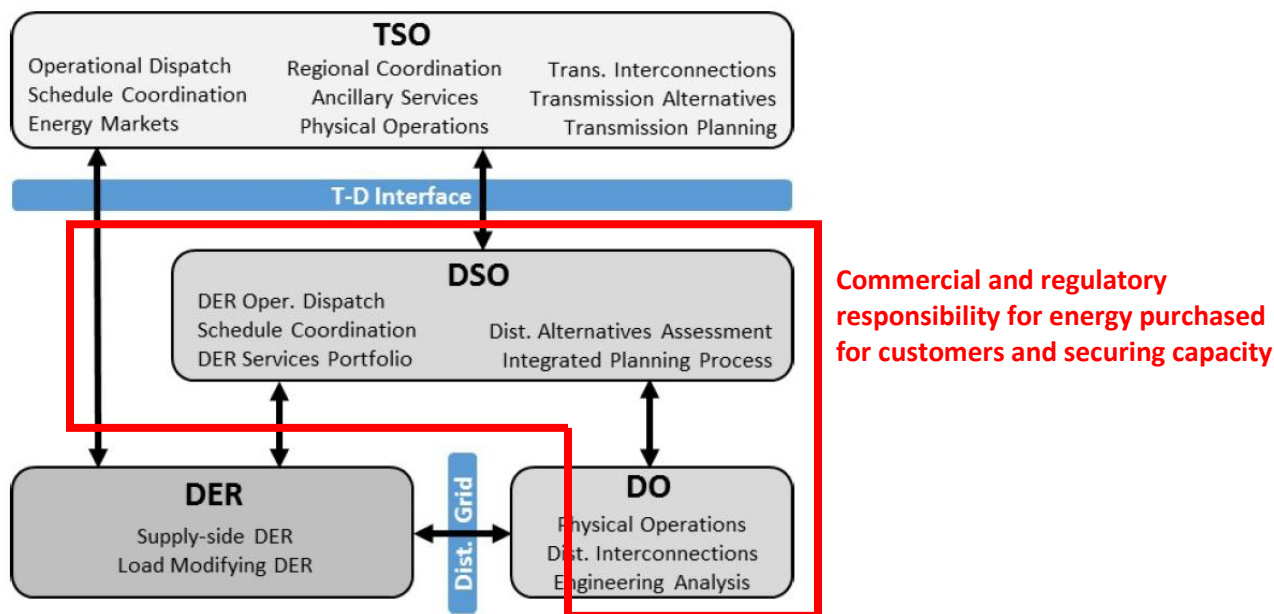 TSO
Operational Dispatch
Schedule Coordination
Energy Markets
Regional Coordination
Ancillary Services
Physical Operations
Trans. Interconnections
Transmission Alternatives
Transmission Planning
T-D Interface
DSO
DER Oper. Dispatch
Schedule Coordination
DER Services Portfolio
Dist. Alternatives Assessment
Integrated Planning Process
Commercial and regulatory
responsibility for energy purchased
for customers and securing capacity
DER
Supply-side DER
Load Modifying DER
Dist. Grid
DO
Physical Operations
Dist. Interconnections
Engineering Analysis